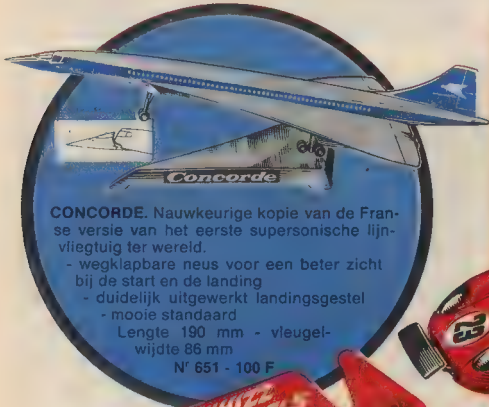 Concorde
CONCORDE. Nauwkeurige kopie van de Fran-
se versie van het eerste supersonische lijn-
vliegtuig ter wereld.
- wegklapbare neus voor een beter zicht
bij de start en de landing
- duidelijk uitgewerkt landingsgestel
- mooie standaard
Lengte 190 mm - vleugel-
wijdte 86 mm
Nr 651 - 100 F
23